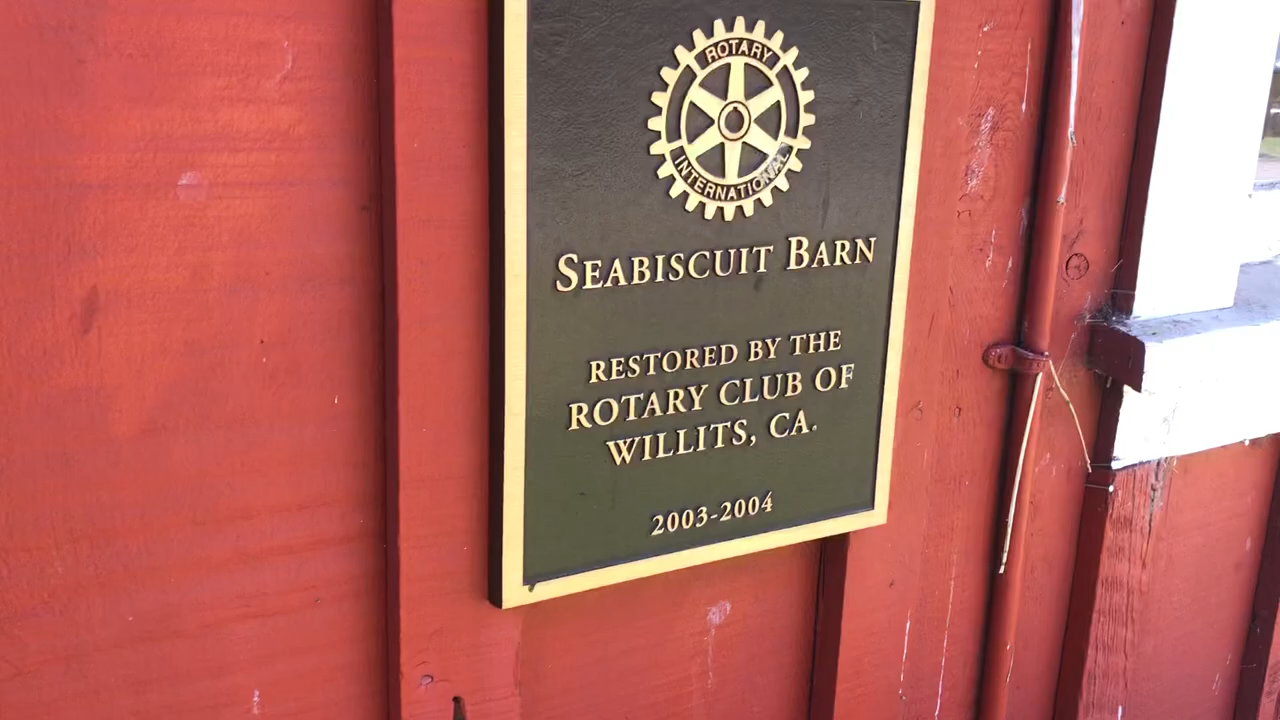 ROTARY
INTERNATIONAL
SEABISCUIT BARN
RESTORED BY THE
ROTARY CLUB OF
WILLITS, CA.
2003-2004